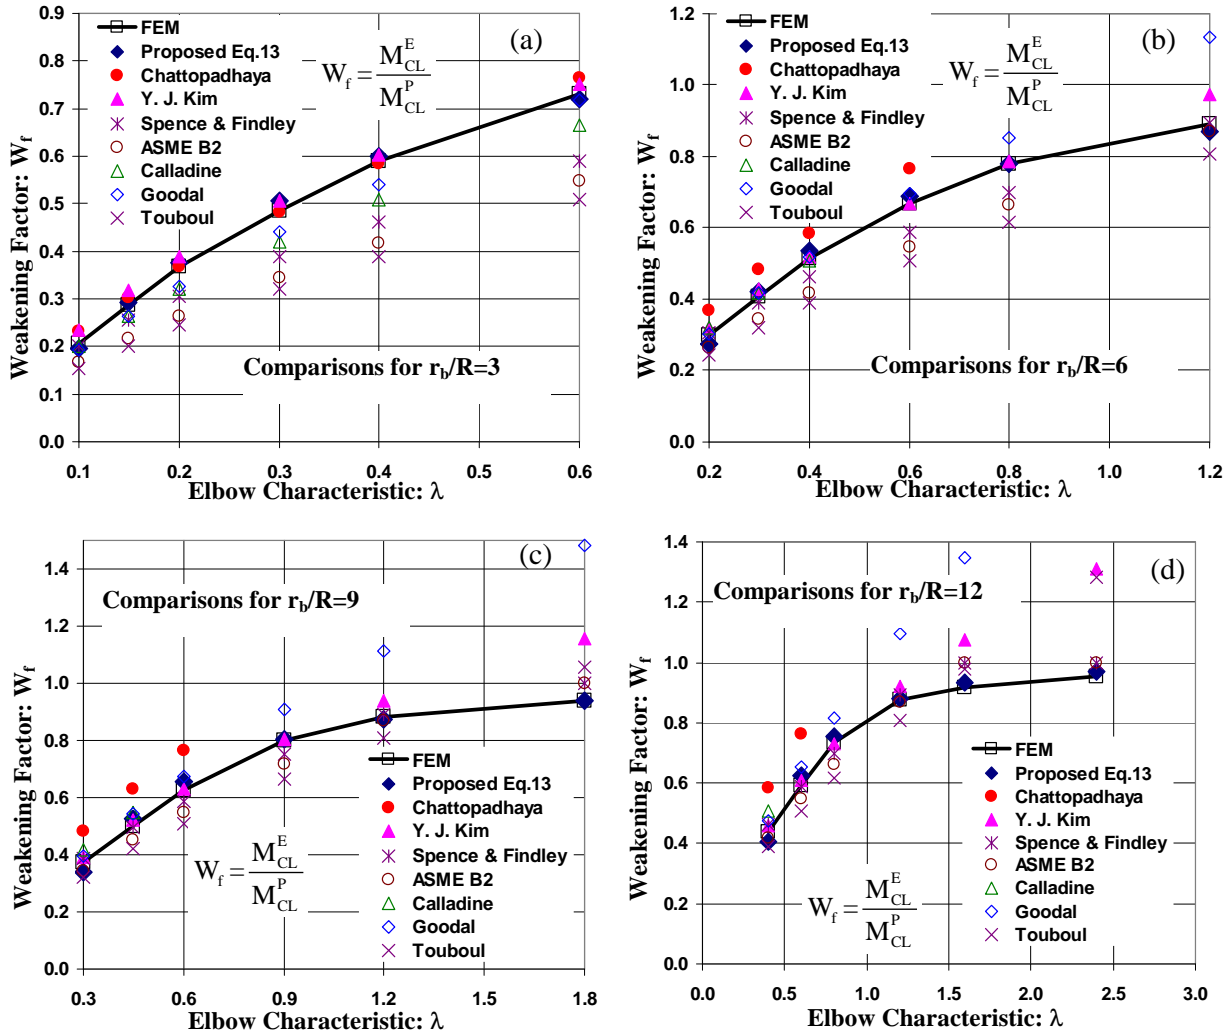 (a)
FEM
Proposed Eq.13
Chattopadhaya
Y. J. Kim
Spence & Findley
ASME B2
Calladine
Goodal
Touboul
W_f = M_CL^E / M_CL^P
Comparisons for r_b/R=3
Weakening Factor: W_f
0.9
0.8
0.7
0.6
0.5
0.4
0.3
0.2
0.1
0.0
0.1 0.2 0.3 0.4 0.5 0.6
Elbow Characteristic: λ
(b)
FEM
Proposed Eq.13
Chattopadhaya
Y. J. Kim
Spence & Findley
ASME B2
Calladine
Goodal
Touboul
W_f = M_CL^E / M_CL^P
Comparisons for r_b/R=6
Weakening Factor: W_f
1.2
1.0
0.8
0.6
0.4
0.2
0.0
0.2 0.4 0.6 0.8 1.0 1.2
Elbow Characteristic: λ
(c)
Comparisons for r_b/R=9
FEM
Proposed Eq.13
Chattopadhaya
Y. J. Kim
Spence & Findley
ASME B2
Calladine
Goodal
Touboul
W_f = M_CL^E / M_CL^P
Weakening Factor: W_f
1.4
1.2
1.0
0.8
0.6
0.4
0.2
0.0
0.3 0.6 0.9 1.2 1.5 1.8
Elbow Characteristic: λ
(d)
Comparisons for r_b/R=12
FEM
Proposed Eq.13
Chattopadhaya
Y. J. Kim
Spence & Findley
ASME B2
Calladine
Goodal
Touboul
W_f = M_CL^E / M_CL^P
Weakening Factor: W_f
1.4
1.2
1.0
0.8
0.6
0.4
0.2
0.0
0.0 0.5 1.0 1.5 2.0 2.5 3.0
Elbow Characteristic: λ